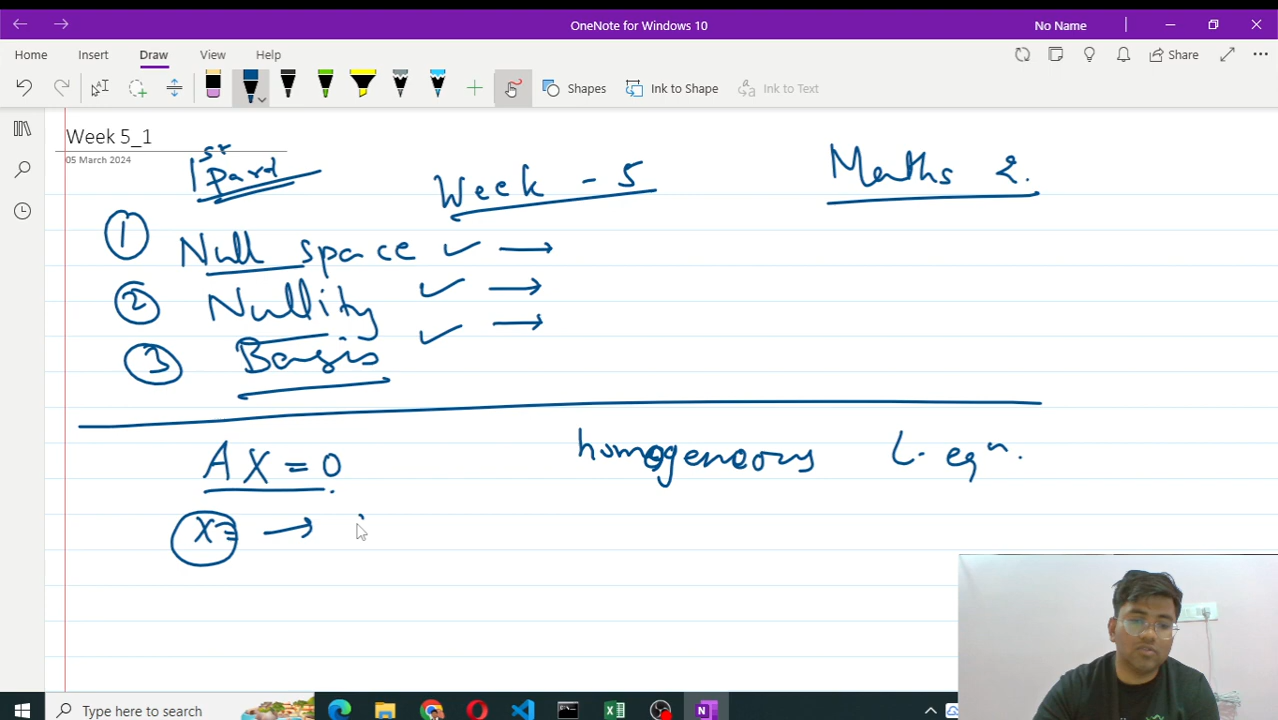 OneNote for Windows 10
No Name
Home Insert Draw View Help
Share
Shapes Ink to Shape Ink to Text
Week 5_1
05 March 2024
1st Part
Week - 5
Maths 2.
① Null space ✓ →
② Nullity ✓ →
③ Basis ✓ →
AX = 0
homogeneous L. eqn.
X= →
Type here to search